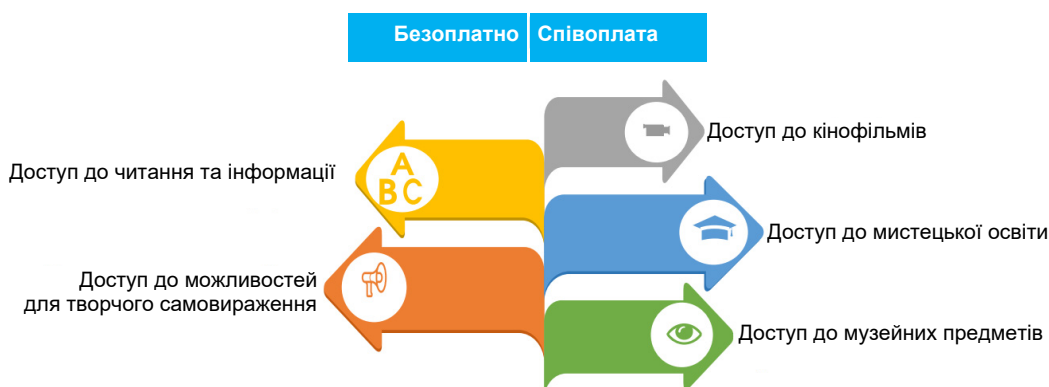 Безоплатно Співоплата
Доступ до кінофільмів
Доступ до читання та інформації
A
B C
Доступ до мистецької освіти
Доступ до можливостей
для творчого самовираження
Доступ до музейних предметів